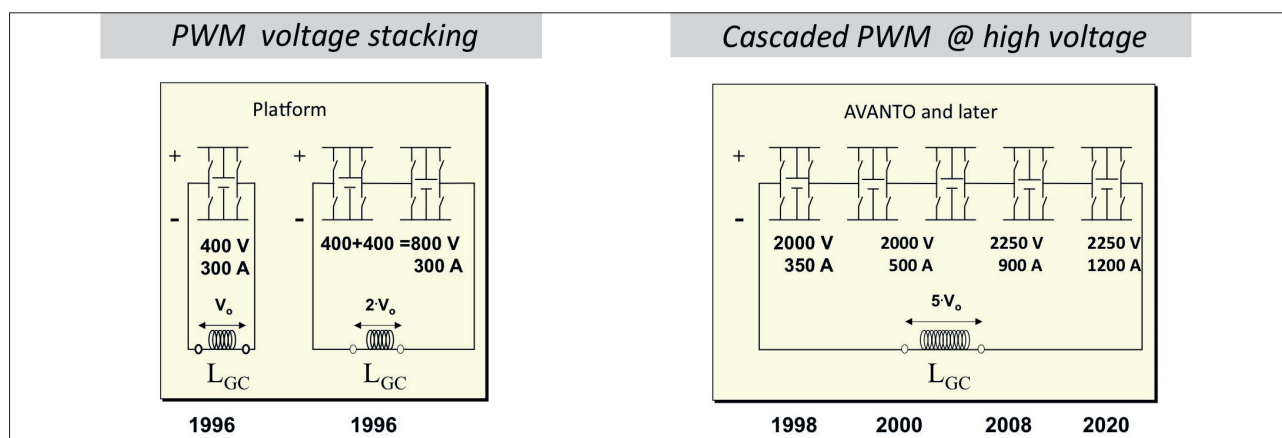 PWM voltage stacking
Platform
+
+
-
-
400 V
300 A
400+400 =800 V
300 A
Vo
2·Vo
LGC
LGC
1996
1996
Cascaded PWM @ high voltage
AVANTO and later
+
-
2000 V
350 A
2000 V
500 A
2250 V
900 A
2250 V
1200 A
5·Vo
LGC
1998
2000
2008
2020